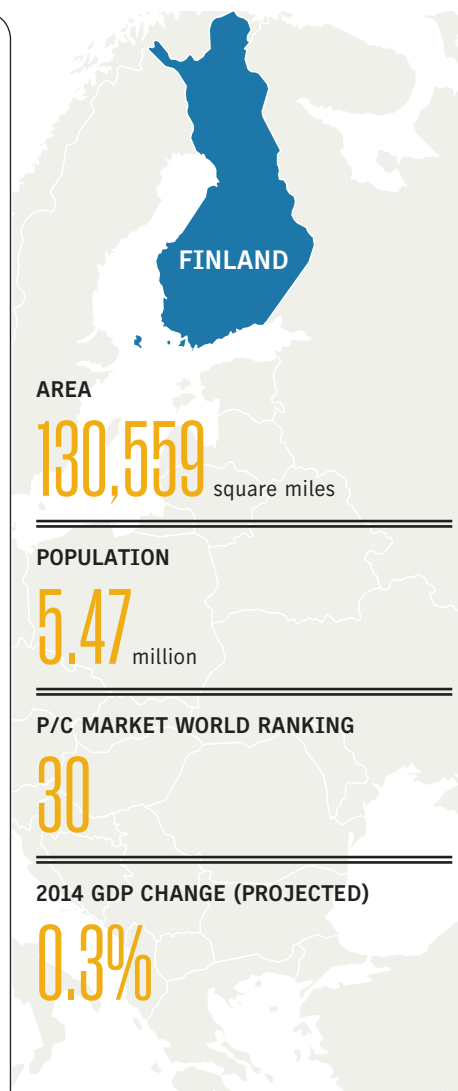 FINLAND
AREA
130,559 square miles
POPULATION
5.47 million
P/C MARKET WORLD RANKING
30
2014 GDP CHANGE (PROJECTED)
0.3%